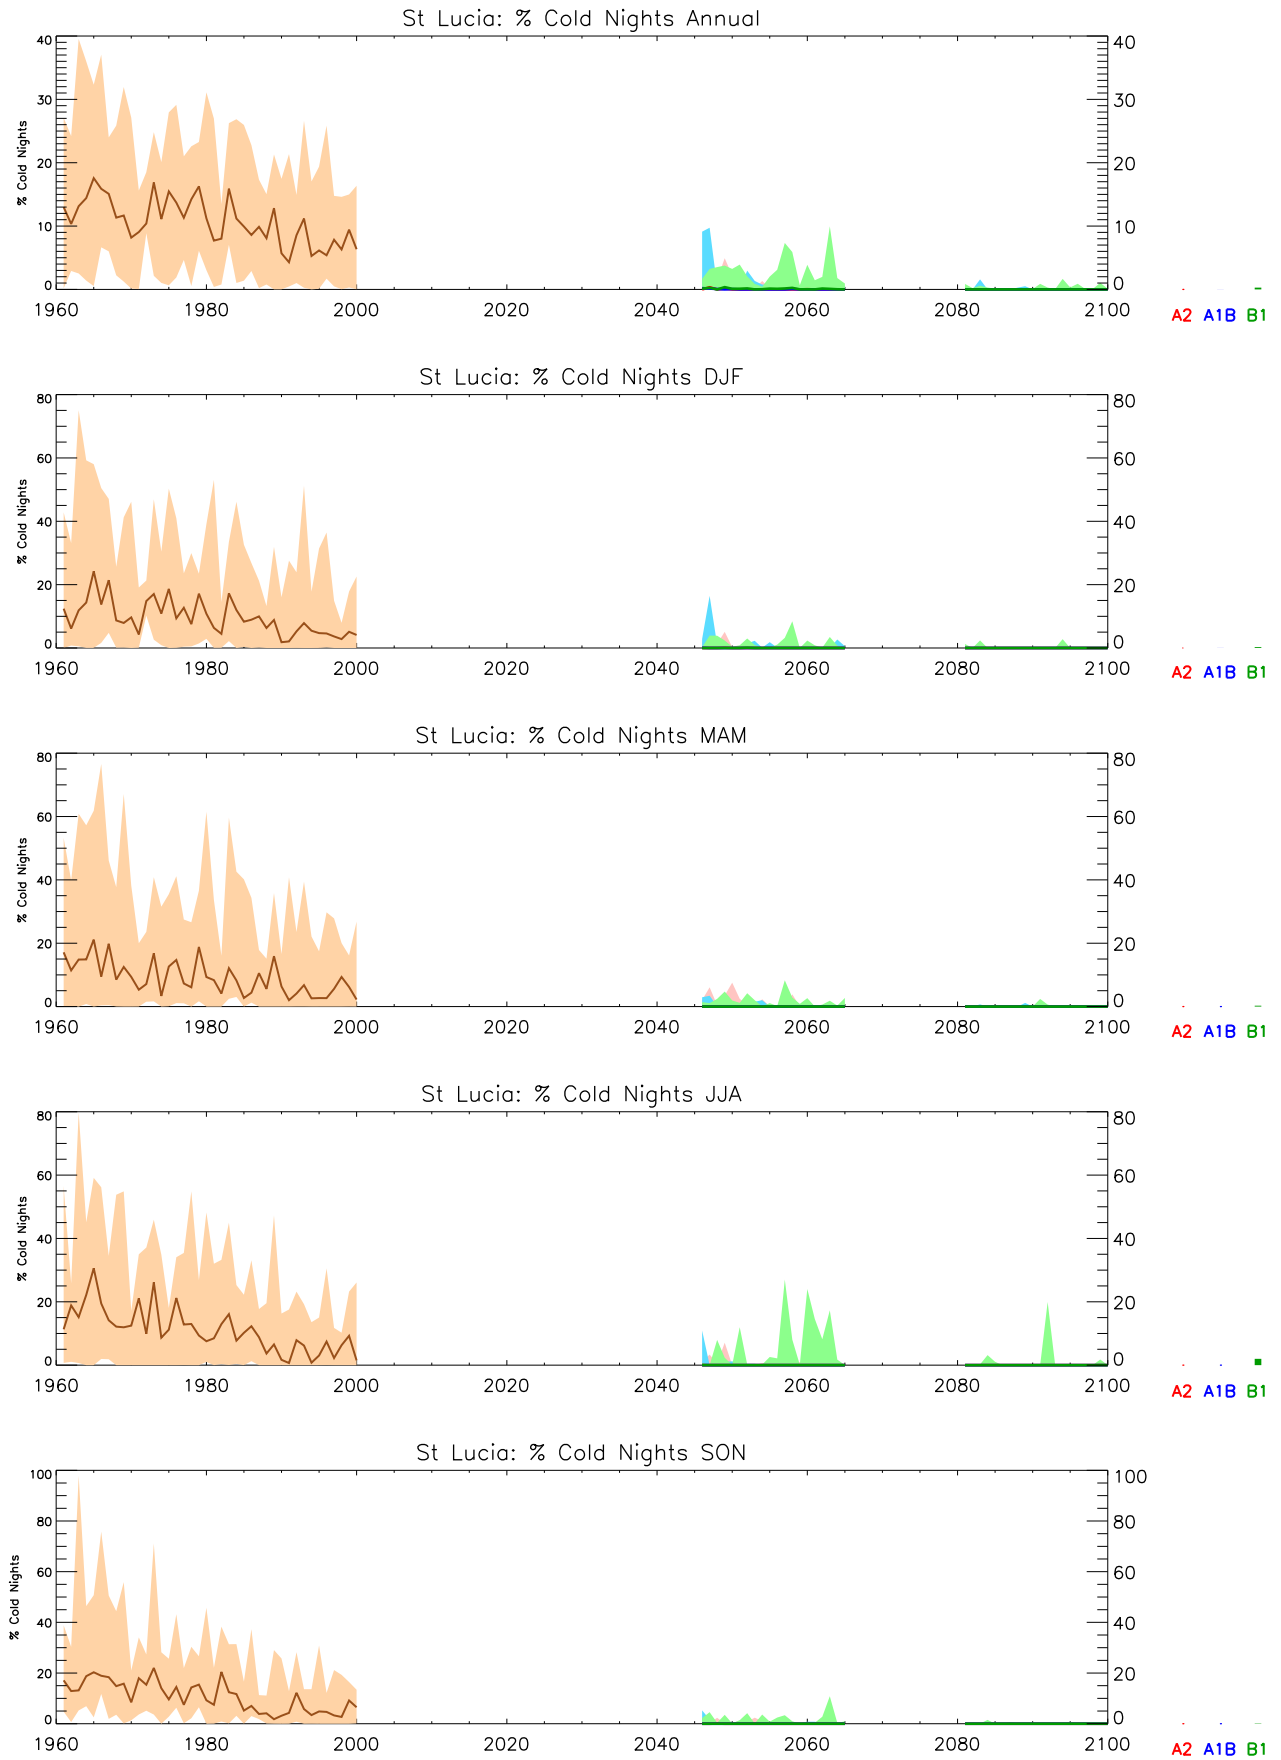 St Lucia: % Cold Nights Annual
40 40
30 30
20 20
10 10
0 0
% Cold Nights
1960 1980 2000 2020 2040 2060 2080 2100
A2 A1B B1
St Lucia: % Cold Nights DJF
80 80
60 60
40 40
20 20
0 0
% Cold Nights
1960 1980 2000 2020 2040 2060 2080 2100
A2 A1B B1
St Lucia: % Cold Nights MAM
80 80
60 60
40 40
20 20
0 0
% Cold Nights
1960 1980 2000 2020 2040 2060 2080 2100
A2 A1B B1
St Lucia: % Cold Nights JJA
80 80
60 60
40 40
20 20
0 0
% Cold Nights
1960 1980 2000 2020 2040 2060 2080 2100
A2 A1B B1
St Lucia: % Cold Nights SON
100 100
80 80
60 60
40 40
20 20
0 0
% Cold Nights
1960 1980 2000 2020 2040 2060 2080 2100
A2 A1B B1